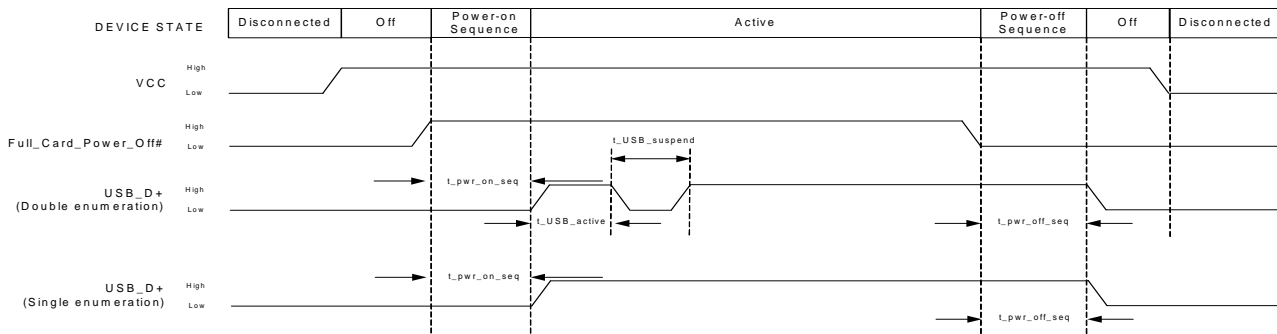 DEVICE STATE
Disconnected
Off
Power-on
Sequence
Active
Power-off
Sequence
Off
Disconnected
VCC
High
Low
Full_Card_Power_Off#
High
Low
t_USB_suspend
USB_D+
(Double enumeration)
High
Low
t_pwr_on_seq
t_USB_active
t_pwr_off_seq
USB_D+
(Single enumeration)
High
Low
t_pwr_on_seq
t_pwr_off_seq